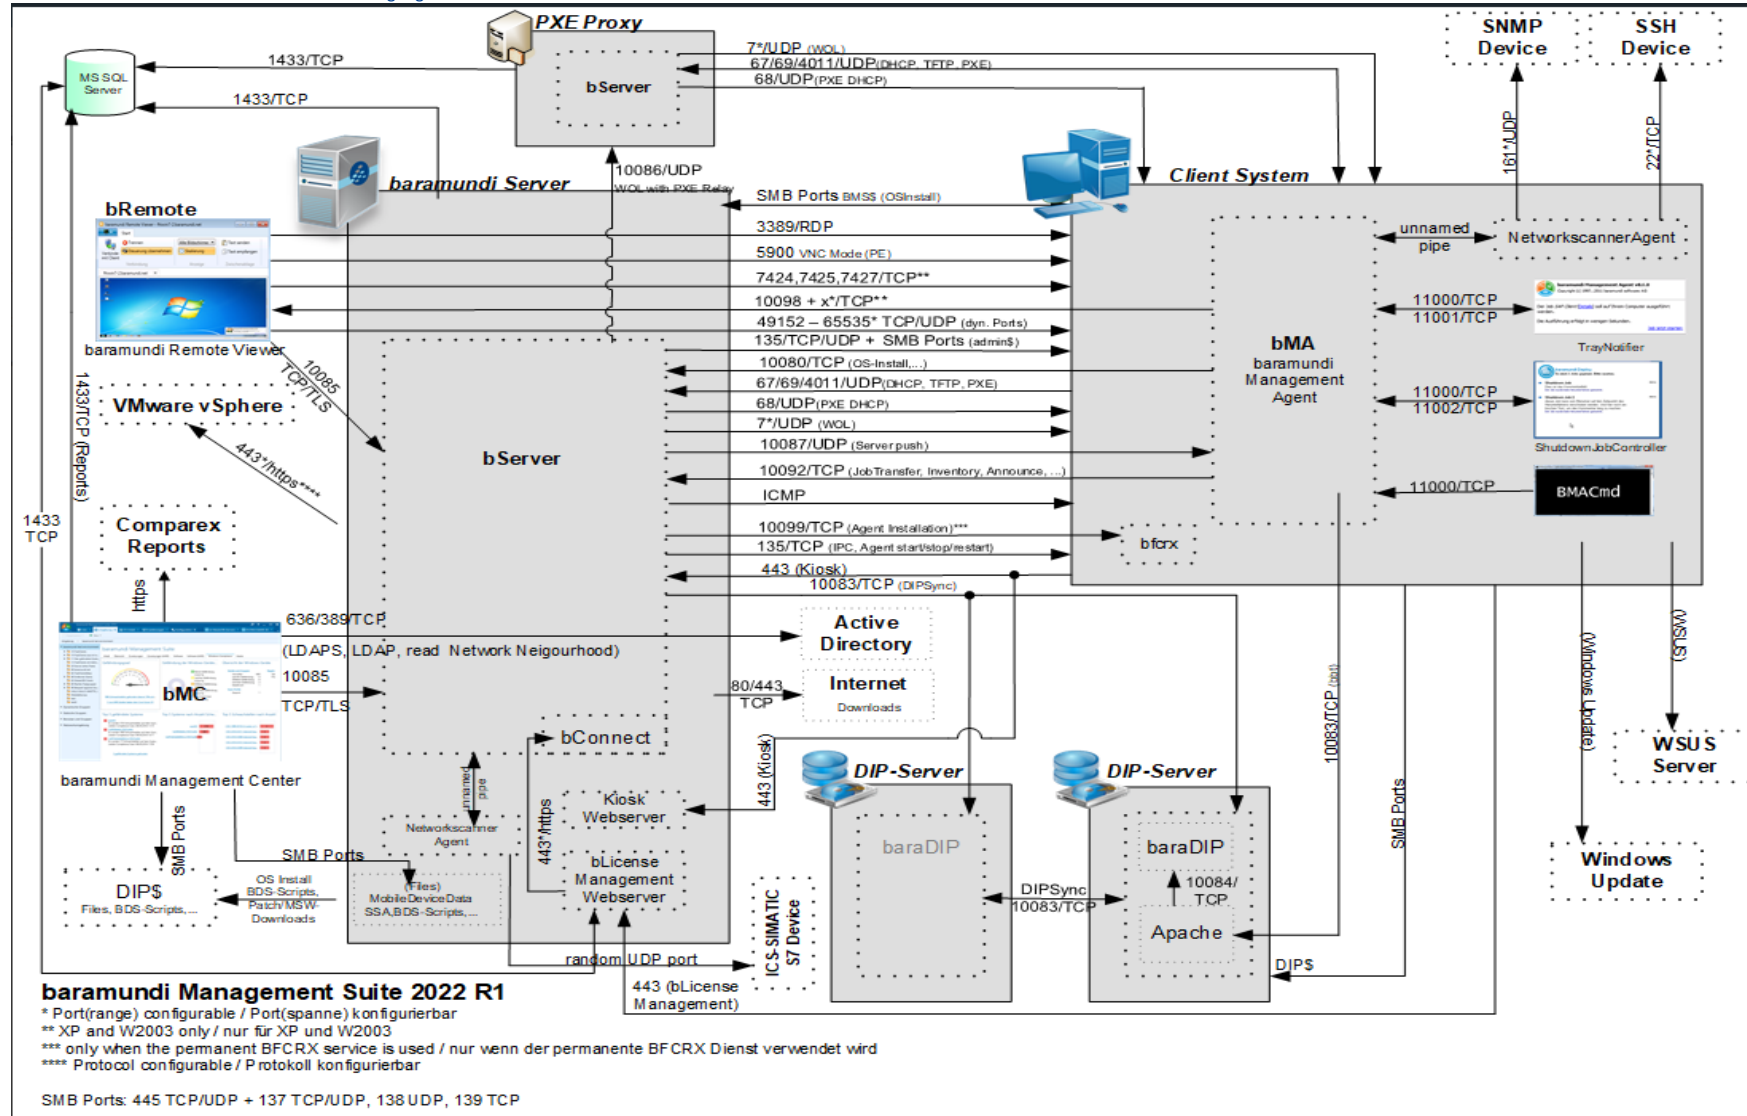 PXE Proxy
bServer
MS SQL
Server
1433/TCP
1433/TCP
7*/UDP (WOL)
67/69/4011/UDP(DHCP, TFTP, PXE)
68/UDP(PXE DHCP)
SNMP
Device
SSH
Device
161*/UDP
22*/TCP
10086/UDP
WOL with PXE Relay
baramundi Server
Client System
bRemote
baramundi Remote Viewer
SMB Ports BMSS (OSInstall)
3389/RDP
5900 VNC Mode (PE)
7424,7425,7427/TCP**
10098 + x*/TCP**
49152 – 65535* TCP/UDP (dyn. Ports)
135/TCP/UDP + SMB Ports (admin$)
10080/TCP (OS-Install,...)
67/69/4011/UDP(DHCP, TFTP, PXE)
68/UDP(PXE DHCP)
7*/UDP (WOL)
10087/UDP (Server push)
10092/TCP (JobTransfer, Inventory, Announce, ...)
ICMP
10099/TCP (Agent Installation)***
135/TCP (IPC, Agent start/stop/restart)
443 (Kiosk)
10083/TCP (DIPSync)
bMA
baramundi
Management
Agent
unnamed
pipe
NetworkscannerAgent
11000/TCP
11001/TCP
TrayNotifier
11000/TCP
11002/TCP
ShutdownJobController
11000/TCP
BMACmd
bfcrx
10085
TCP/TLS
1433/TCP (Reports)
VMware vSphere
443*/https****
bServer
1433
TCP
Comparex
Reports
https
636/389/TCP
(LDAPS, LDAP, read Network Neigourhood)
bMC
10085
TCP/TLS
baramundi Management Center
Active
Directory
Internet
Downloads
80/443
TCP
bConnect
unnamed
pipe
443*/https
443 (Kiosk)
Kiosk
Webserver
Networkscanner
Agent
bLicense
Management
Webserver
SMB Ports
SMB Ports
DIP$
Files, BDS-Scripts,...
OS Install
BDS-Scripts,
Patch/MSW-
Downloads
(Files)
MobileDeviceData
SSA,BDS-Scripts,...
random UDP port
443 (bLicense
Management)
ICS-SIMATIC
S7 Device
DIP-Server
baraDIP
DIPSync
10083/TCP
DIP-Server
baraDIP
10084/
TCP
Apache
10083/TCP (bbt)
SMB Ports
DIP$
(Windows Update)
(WSUS)
WSUS
Server
Windows
Update
baramundi Management Suite 2022 R1
* Port(range) configurable / Port(spanne) konfigurierbar
** XP and W2003 only / nur für XP und W2003
*** only when the permanent BFCRX service is used / nur wenn der permanente BFCRX Dienst verwendet wird
**** Protocol configurable / Protokoll konfigurierbar
SMB Ports: 445 TCP/UDP + 137 TCP/UDP, 138 UDP, 139 TCP